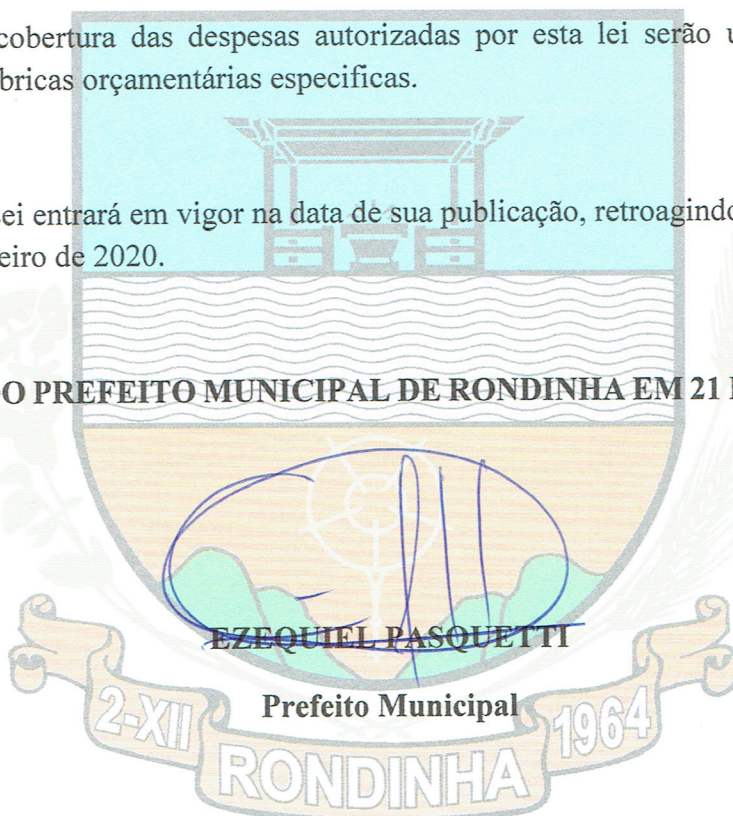 cobertura das despesas autorizadas por esta lei serão u
bricas orçamentárias especificas.
ei entrará em vigor na data de sua publicação, retroagindo
eiro de 2020.
O PREFEITO MUNICIPAL DE RONDINHA EM 21
EZEQUIEL PASQUETTI
Prefeito Municipal
2-XII
1964
RONDINHA